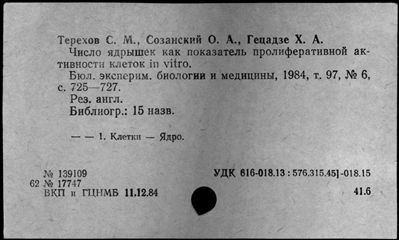 Терехов С. М., Созанский О. А., Гецадзе Х. А.
Число ядрышек как показатель пролиферативной ак-
тивности клеток in vitro.
Бюл. эксперим. биологии и медицины, 1984, т. 97, № 6,
с. 725—727.
Рез. англ.
Библиогр.: 15 назв.
— — 1. Клетки — Ядро.
№ 139109
УДК 616-018.13 : 576.315.45]-018.15
62 № 17747
ВКП и ГЦНМБ 11.12.84
41.6